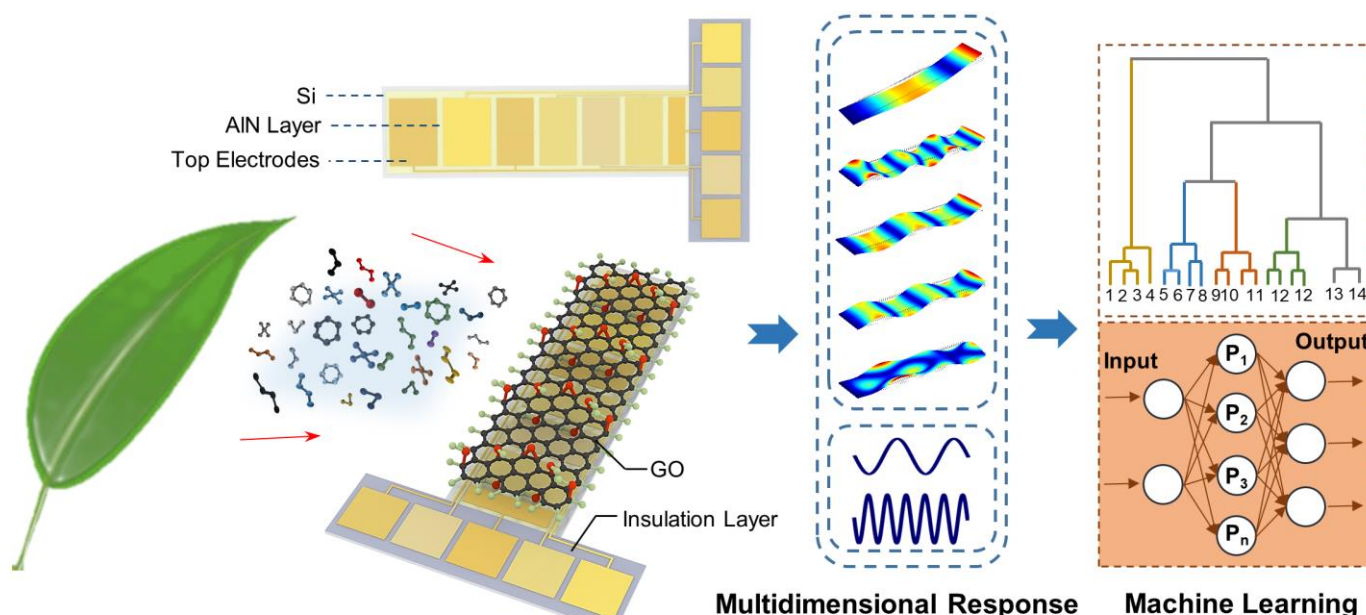 Si
AlN Layer
Top Electrodes
GO
Insulation Layer
Multidimensional Response
1 2 3 4 5 6 7 8 9 10 11 12 12 13 14
Input
Output
P1
P2
P3
Pn
Machine Learning